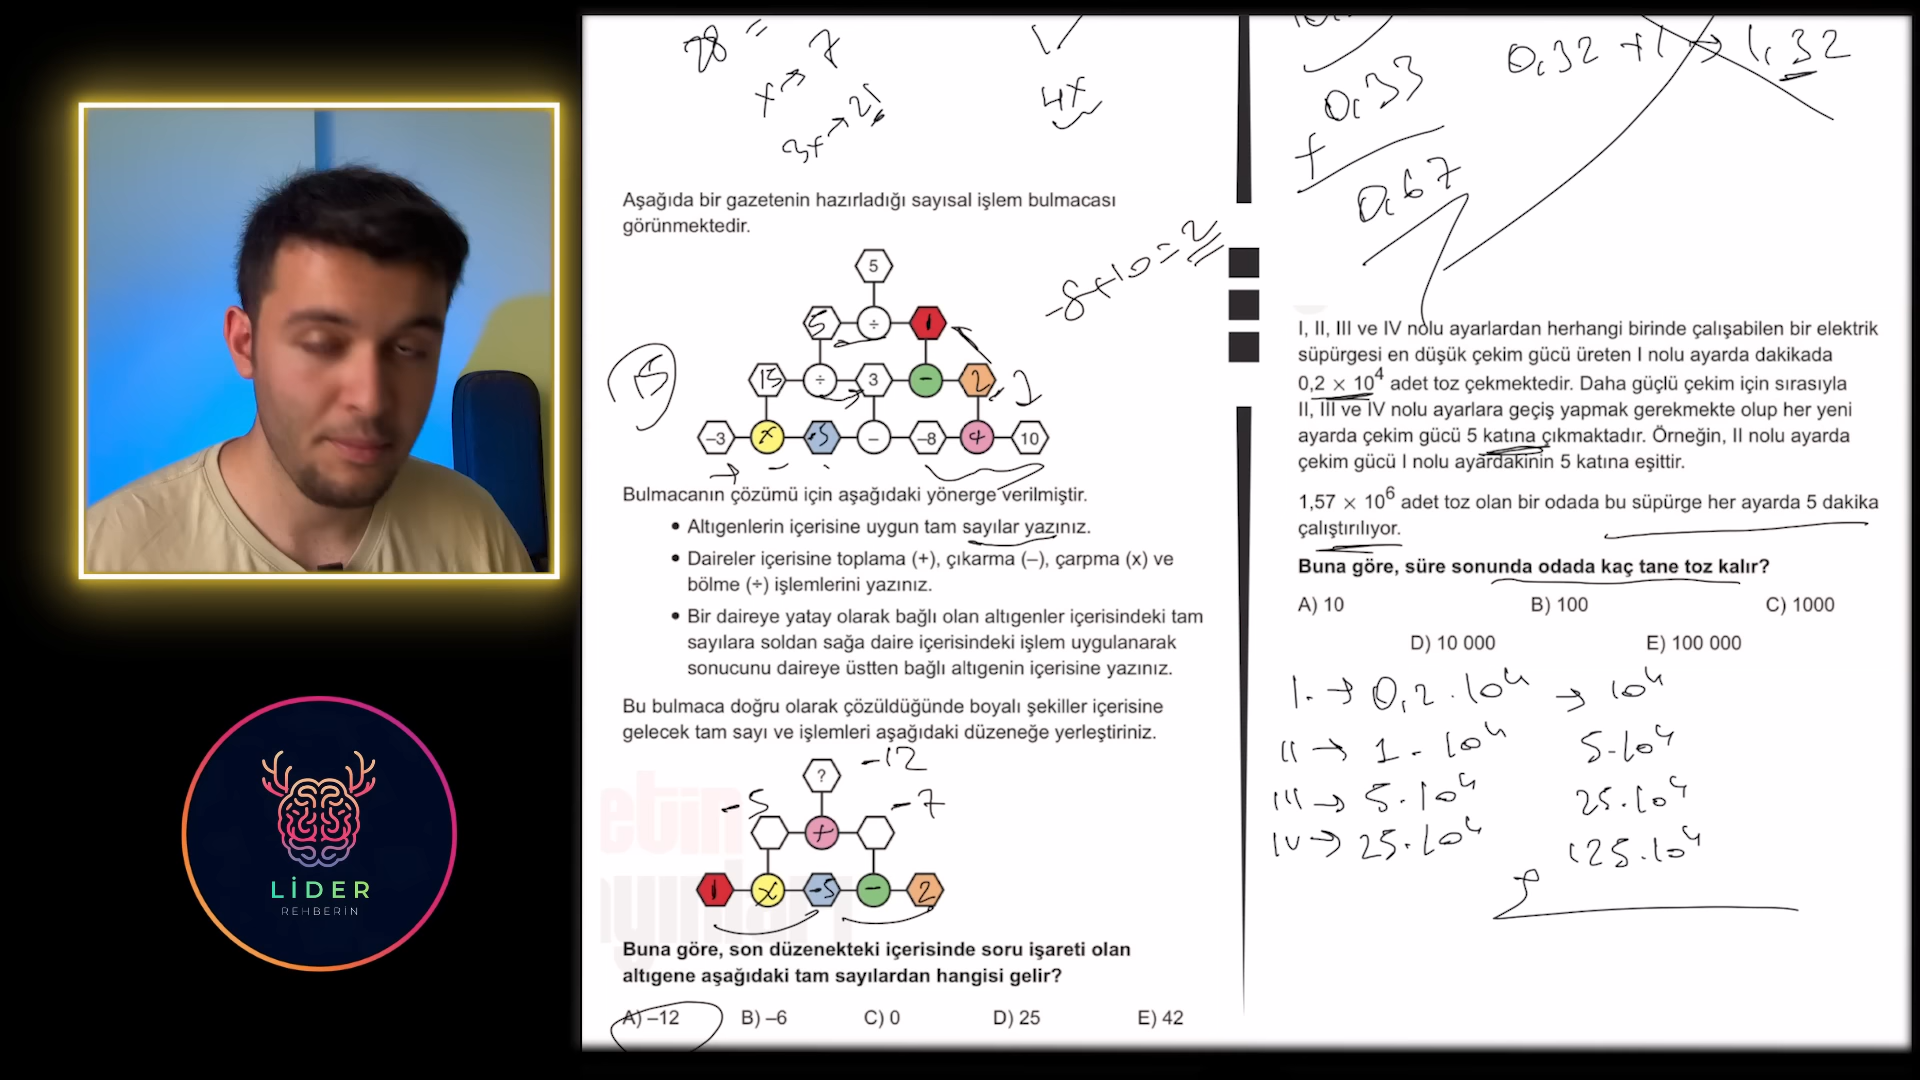 28 =
x → 7
3x → 21
4x
Aşağıda bir gazetenin hazırladığı sayısal işlem bulmacası
görünmektedir.
5
5 ÷ 1
15 ÷ 3 − 2
-3 x -5 − -8 + 10
15
-8+10=2
Bulmacanın çözümü için aşağıdaki yönerge verilmiştir.
• Altıgenlerin içerisine uygun tam sayılar yazınız.
• Daireler içerisine toplama (+), çıkarma (–), çarpma (x) ve
bölme (÷) işlemlerini yazınız.
• Bir daireye yatay olarak bağlı olan altıgenler içerisindeki tam
sayılara soldan sağa daire içerisindeki işlem uygulanarak
sonucunu daireye üstten bağlı altıgenin içerisine yazınız.
Bu bulmaca doğru olarak çözüldüğünde boyalı şekiller içerisine
gelecek tam sayı ve işlemleri aşağıdaki düzeneğe yerleştiriniz.
? -12
-5 + -7
1 x -5 − 2
Buna göre, son düzenekteki içerisinde soru işareti olan
altıgene aşağıdaki tam sayılardan hangisi gelir?
A) –12 B) –6 C) 0 D) 25 E) 42
0,33
+
0,67
0,32 +1 → 1,32
I, II, III ve IV nolu ayarlardan herhangi birinde çalışabilen bir elektrik
süpürgesi en düşük çekim gücü üreten I nolu ayarda dakikada
0,2 × 10⁴ adet toz çekmektedir. Daha güçlü çekim için sırasıyla
II, III ve IV nolu ayarlara geçiş yapmak gerekmekte olup her yeni
ayarda çekim gücü 5 katına çıkmaktadır. Örneğin, II nolu ayarda
çekim gücü I nolu ayardakinin 5 katına eşittir.
1,57 × 10⁶ adet toz olan bir odada bu süpürge her ayarda 5 dakika
çalıştırılıyor.
Buna göre, süre sonunda odada kaç tane toz kalır?
A) 10 B) 100 C) 1000
D) 10 000 E) 100 000
I. → 0,2 . 10⁴ → 10⁴
II → 1 . 10⁴ 5.10⁴
III → 5.10⁴ 25.10⁴
IV → 25.10⁴ 125.10⁴
LİDER
REHBERİN